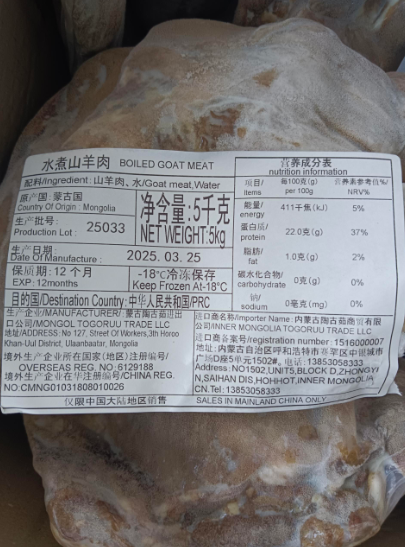 水煮山羊肉 BOILED GOAT MEAT
配料/Ingredient: 山羊肉、水/Goat meat,Water
原产国: 蒙古国
Country Of Origin: Mongolia
生产批号:
Production Lot: 25033
净含量:5千克
NET WEIGHT:5kg
生产日期:
Date Of Manufacture: 2025. 03. 25
保质期: 12 个月
EXP: 12months
-18℃冷冻保存
Keep Frozen At-18°C
目的国/Destination Country: 中华人民共和国/PRC
营养成分表
nutrition information
项目/ 每100克(g) 营养素参考值%/
Items per 100g NRV%
能量/ 411千焦(kJ) 5%
energy
蛋白质/ 22.0克(g) 37%
protein
脂肪/ 1.0克(g) 2%
fat
碳水化合物/ 0克(g) 0%
carbohydrate
钠/ 0毫克(mg) 0%
sodium
生产企业/MANUFACTURER: 蒙古陶茹进出
口公司/MONGOL TOGORUU TRADE LLC
地址/ADDRESS: No 127, Street Of Workers,3th Horoo
Khan-Uul District, Ulaanbaatar, Mongolia
境外生产企业所在国家(地区)注册编号/
OVERSEAS REG. NO:6129188
境外生产企业在华注册编号/CHINA REG.
NO:CMNG01031808010026
仅限中国大陆地区销售
进口商名称/Importer Name: 内蒙古陶茹商贸有限
公司INNER MONGOLIA TOGORUU TRADE LLC
进口商备案号/registration number: 1516000007
地址: 内蒙古自治区呼和浩特市赛罕区中银城市
广场D座5单元1502#, 电话: 13853058333
Address: NO1502,UNIT5,BLOCK D,ZHONGYI
N,SAIHAN DIS,HOHHOT,INNER MONGOLIA,
CN.Tel: 13853058333
SALES IN MAINLAND CHINA ONLY